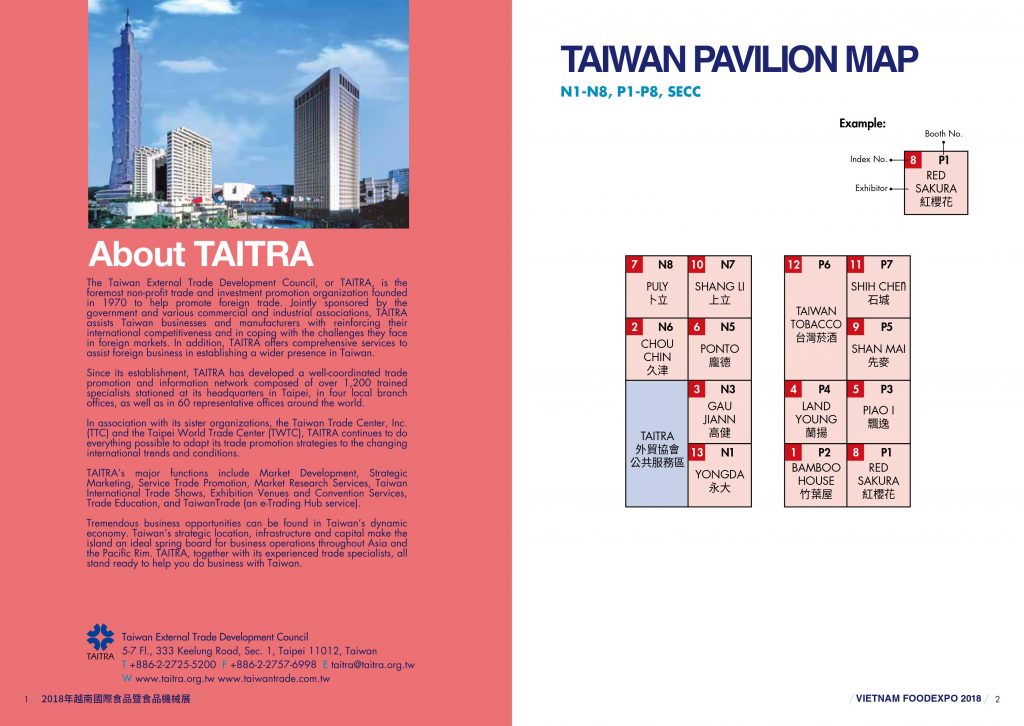 About TAITRA
The Taiwan External Trade Development Council, or TAITRA, is the
foremost non-profit trade and investment promotion organization founded
in 1970 to help promote foreign trade. Jointly sponsored by the
government and various commercial and industrial associations, TAITRA
assists Taiwan businesses and manufacturers with reinforcing their
international competitiveness and in coping with the challenges they face
in foreign markets. In addition, TAITRA offers comprehensive services to
assist foreign business in establishing a wider presence in Taiwan.
Since its establishment, TAITRA has developed a well-coordinated trade
promotion and information network composed of over 1,200 trained
specialists stationed at its headquarters in Taipei, in four local branch
offices, as well as in 60 representative offices around the world.
In association with its sister organizations, the Taiwan Trade Center, Inc.
(TTC) and the Taipei World Trade Center (TWTC), TAITRA continues to do
everything possible to adapt its trade promotion strategies to the changing
international trends and conditions.
TAITRA's major functions include Market Development, Strategic
Marketing, Service Trade Promotion, Market Research Services, Taiwan
International Trade Shows, Exhibition Venues and Convention Services,
Trade Education, and TaiwanTrade (an e-Trading Hub service).
Tremendous business opportunities can be found in Taiwan's dynamic
economy. Taiwan's strategic location, infrastructure and capital make the
island an ideal spring board for business operations throughout Asia and
the Pacific Rim. TAITRA, together with its experienced trade specialists, all
stand ready to help you do business with Taiwan.
TAITRA
Taiwan External Trade Development Council
5-7 Fl., 333 Keelung Road, Sec. 1, Taipei 11012, Taiwan
T +886-2-2725-5200 F +886-2-2757-6998 E taitra@taitra.org.tw
W www.taitra.org.tw www.taiwantrade.com.tw
1 2018年越南國際食品暨食品機械展
TAIWAN PAVILION MAP
N1-N8, P1-P8, SECC
Example:
Booth No.
Index No.
Exhibitor
8 P1
RED
SAKURA
紅櫻花
7 N8
PULY
卜立
10 N7
SHANG LI
上立
2 N6
CHOU
CHIN
久津
6 N5
PONTO
龐德
TAITRA
外貿協會
公共服務區
3 N3
GAU
JIANN
高健
13 N1
YONGDA
永大
12 P6
TAIWAN
TOBACCO
台灣菸酒
11 P7
SHIH CHEn
石城
9 P5
SHAN MAI
先麥
4 P4
LAND
YOUNG
蘭揚
5 P3
PIAO I
飄逸
1 P2
BAMBOO
HOUSE
竹葉屋
8 P1
RED
SAKURA
紅櫻花
/ VIETNAM FOODEXPO 2018 / 2